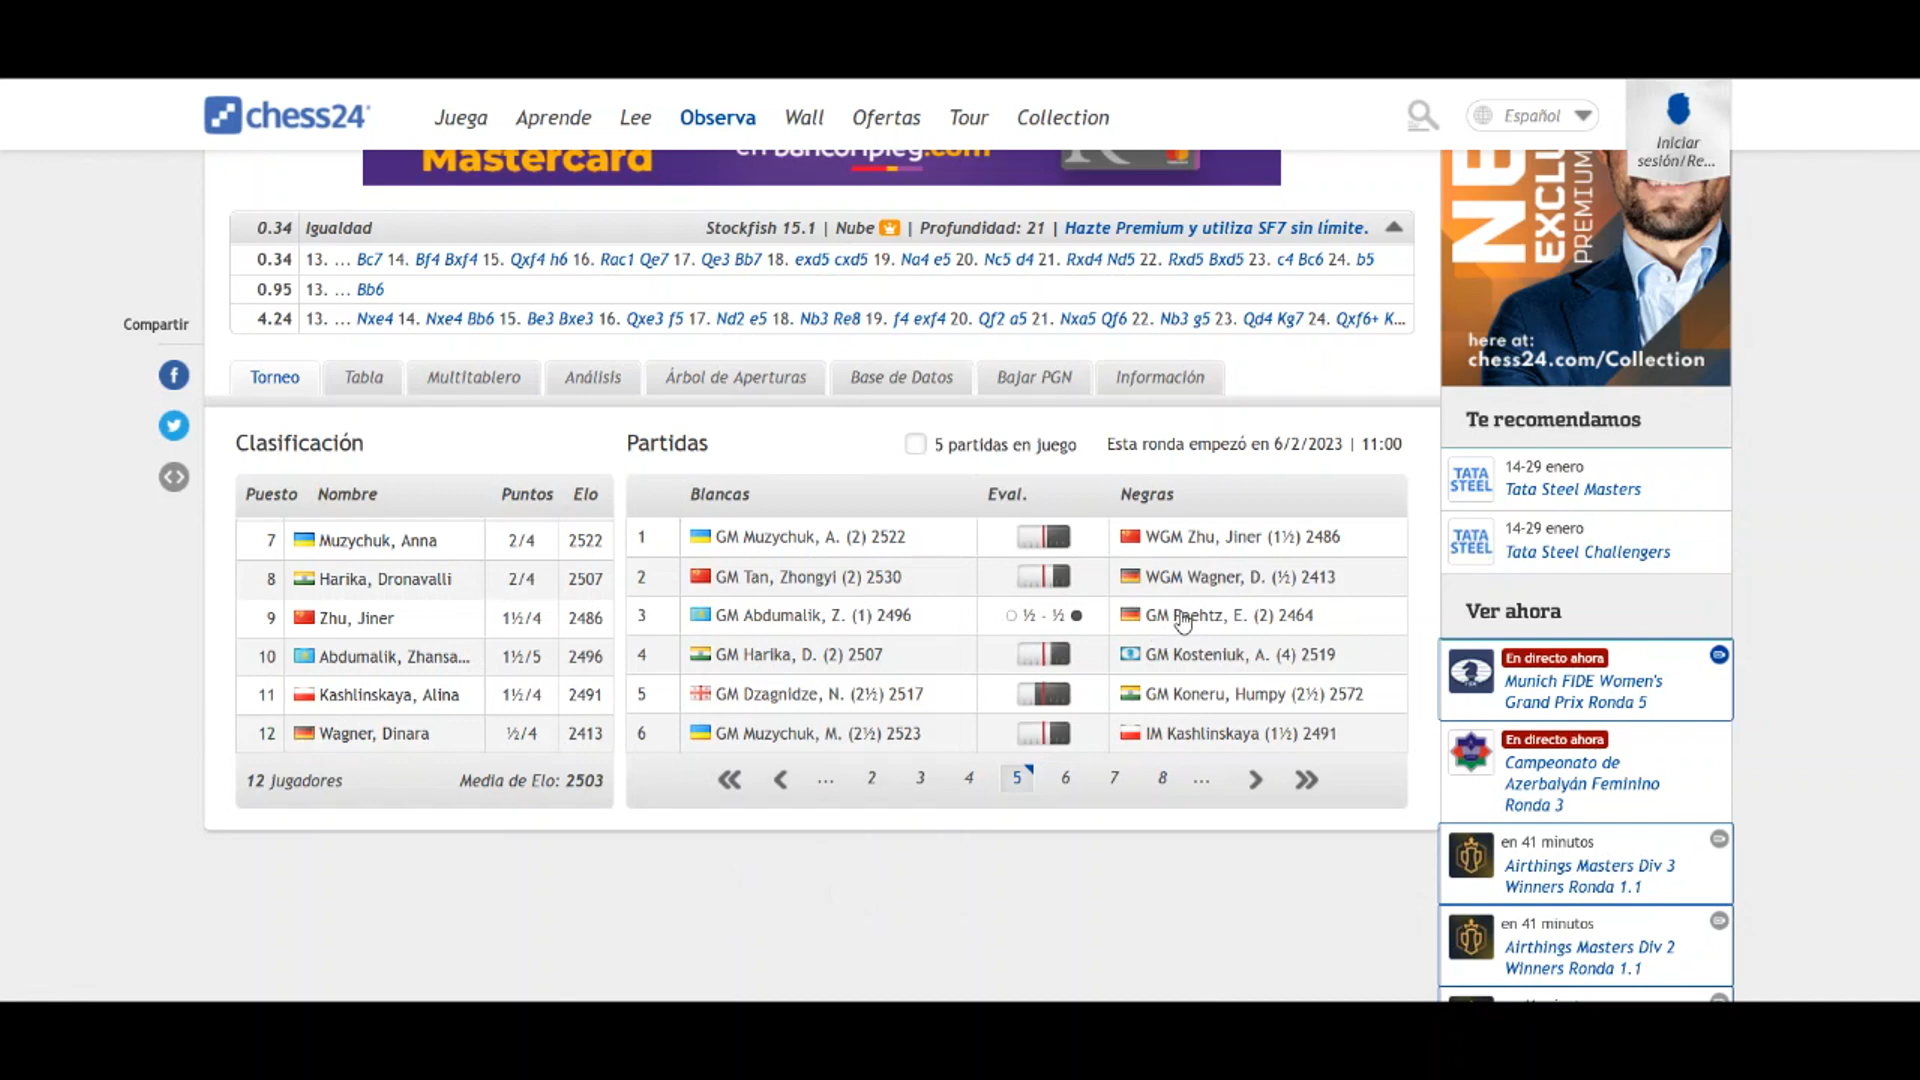 chess24
Juega Aprende Lee Observa Wall Ofertas Tour Collection
Español
Iniciar
sesión/Re...
Mastercard
EXCLU
PREMIUM
here at:
chess24.com/Collection
0.34 Igualdad Stockfish 15.1 | Nube | Profundidad: 21 | Hazte Premium y utiliza SF7 sin límite.
0.34 13. ... Bc7 14. Bf4 Bxf4 15. Qxf4 h6 16. Rac1 Qe7 17. Qe3 Bb7 18. exd5 cxd5 19. Na4 e5 20. Nc5 d4 21. Rxd4 Nd5 22. Rxd5 Bxd5 23. c4 Bc6 24. b5
0.95 13. ... Bb6
4.24 13. ... Nxe4 14. Nxe4 Bb6 15. Be3 Bxe3 16. Qxe3 f5 17. Nd2 e5 18. Nb3 Re8 19. f4 exf4 20. Qf2 a5 21. Nxa5 Qf6 22. Nb3 g5 23. Qd4 Kg7 24. Qxf6+ K...
Compartir
Torneo Tabla Multitablero Análisis Árbol de Aperturas Base de Datos Bajar PGN Información
Clasificación
Puesto Nombre Puntos Elo
7 Muzychuk, Anna 2/4 2522
8 Harika, Dronavalli 2/4 2507
9 Zhu, Jiner 1½/4 2486
10 Abdumalik, Zhansa... 1½/5 2496
11 Kashlinskaya, Alina 1½/4 2491
12 Wagner, Dinara ½/4 2413
12 jugadores Media de Elo: 2503
Partidas 5 partidas en juego Esta ronda empezó en 6/2/2023 | 11:00
Blancas Eval. Negras
1 GM Muzychuk, A. (2) 2522 WGM Zhu, Jiner (1½) 2486
2 GM Tan, Zhongyi (2) 2530 WGM Wagner, D. (½) 2413
3 GM Abdumalik, Z. (1) 2496 ½ - ½ GM Paehtz, E. (2) 2464
4 GM Harika, D. (2) 2507 GM Kosteniuk, A. (4) 2519
5 GM Dzagnidze, N. (2½) 2517 GM Koneru, Humpy (2½) 2572
6 GM Muzychuk, M. (2½) 2523 IM Kashlinskaya (1½) 2491
... 2 3 4 5 6 7 8 ...
Te recomendamos
TATA STEEL
14-29 enero
Tata Steel Masters
TATA STEEL
14-29 enero
Tata Steel Challengers
Ver ahora
En directo ahora
Munich FIDE Women's
Grand Prix Ronda 5
En directo ahora
Campeonato de
Azerbaiyán Feminino
Ronda 3
en 41 minutos
Airthings Masters Div 3
Winners Ronda 1.1
en 41 minutos
Airthings Masters Div 2
Winners Ronda 1.1